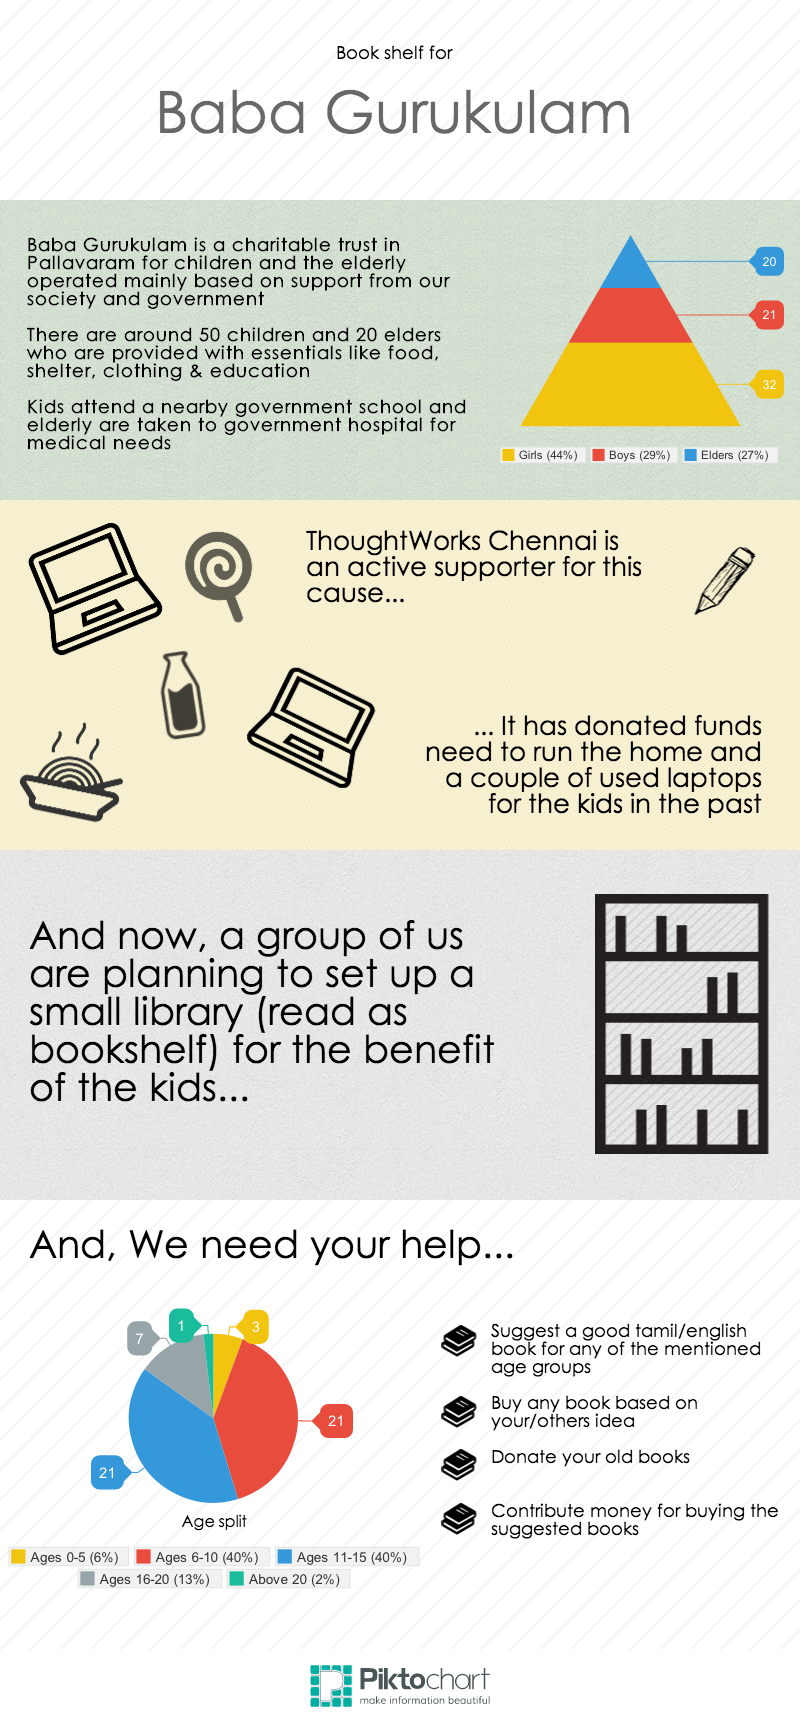 Book shelf for
Baba Gurukulam
Baba Gurukulam is a charitable trust in
Pallavaram for children and the elderly
operated mainly based on support from our
society and government
There are around 50 children and 20 elders
who are provided with essentials like food,
shelter, clothing & education
Kids attend a nearby government school and
elderly are taken to government hospital for
medical needs
20
21
32
Girls (44%) Boys (29%) Elders (27%)
ThoughtWorks Chennai is
an active supporter for this
cause...
... It has donated funds
need to run the home and
a couple of used laptops
for the kids in the past
And now, a group of us
are planning to set up a
small library (read as
bookshelf) for the benefit
of the kids...
And, We need your help...
1
3
7
21
21
Age split
Ages 0-5 (6%) Ages 6-10 (40%) Ages 11-15 (40%)
Ages 16-20 (13%) Above 20 (2%)
Suggest a good tamil/english
book for any of the mentioned
age groups
Buy any book based on
your/others idea
Donate your old books
Contribute money for buying the
suggested books
Piktochart
make information beautiful